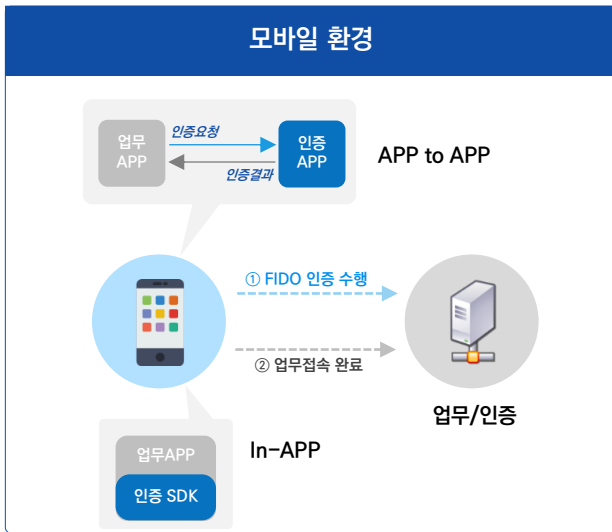 모바일 환경
인증요청
업무
APP
인증
APP
인증결과
APP to APP
① FIDO 인증 수행
② 업무접속 완료
업무/인증
업무APP
인증 SDK
In-APP